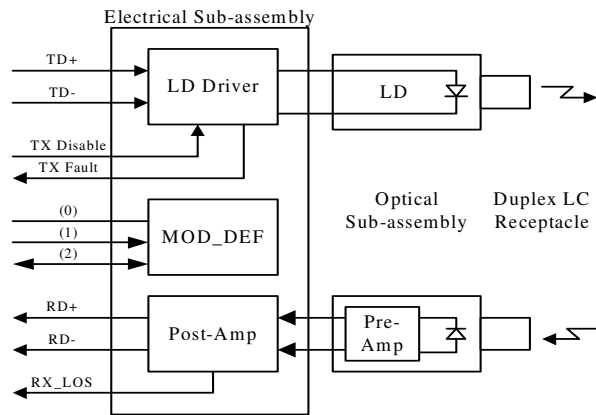 Electrical Sub-assembly
TD+
TD-
LD Driver
LD
TX Disable
TX Fault
(0)
(1)
(2)
MOD_DEF
Optical
Sub-assembly
Duplex LC
Receptacle
RD+
RD-
Post-Amp
Pre-
Amp
RX_LOS